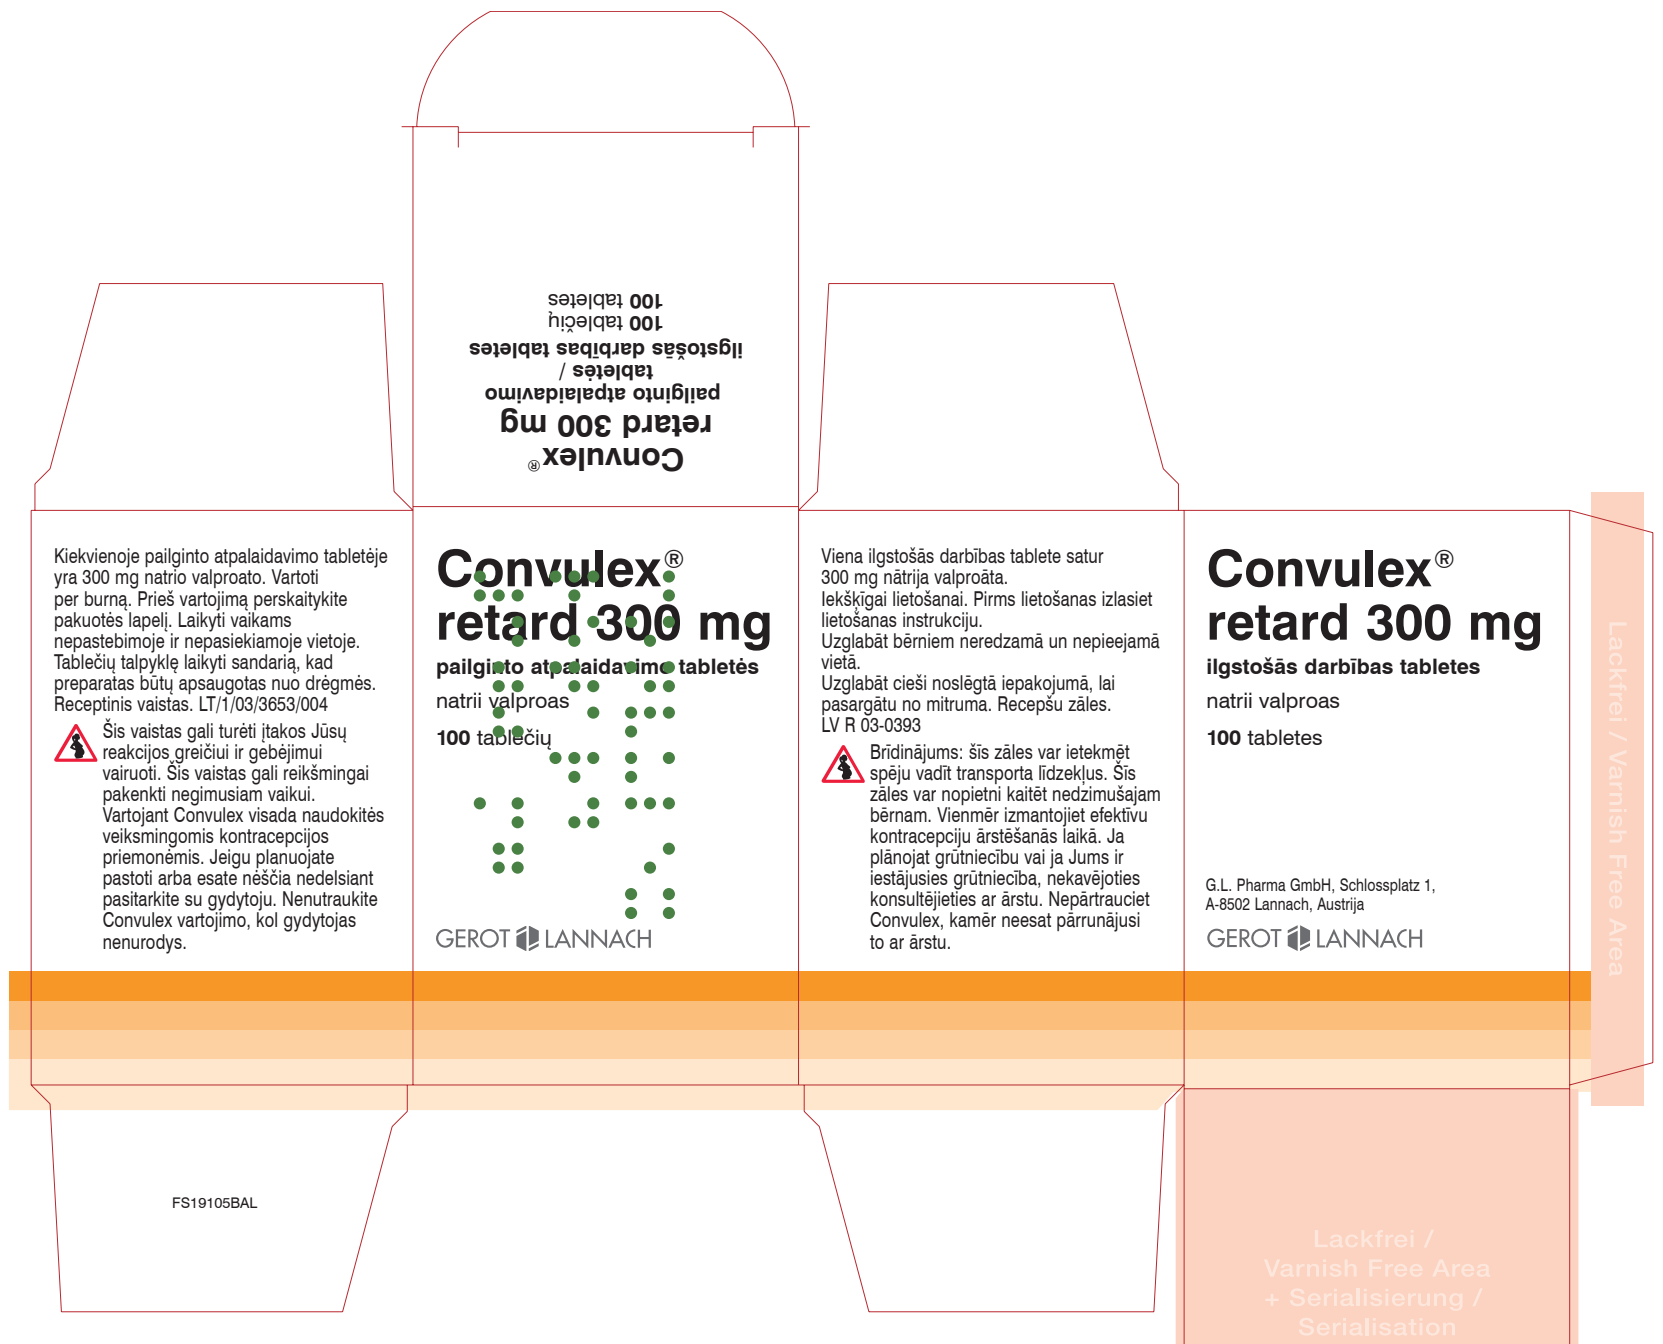 Convulex®
retard 300 mg
pailginto atpalaidavimo
tabletės /
ilgstošās darbības tabletes
100 tablečių
100 tabletes
Kiekvienoje pailginto atpalaidavimo tabletėje
yra 300 mg natrio valproato. Vartoti
per burną. Prieš vartojimą perskaitykite
pakuotės lapelį. Laikyti vaikams
nepastebimoje ir nepasiekiamoje vietoje.
Tablečių talpyklę laikyti sandarią, kad
preparatas būtų apsaugotas nuo drėgmės.
Receptinis vaistas. LT/1/03/3653/004
Šis vaistas gali turėti įtakos Jūsų
reakcijos greičiui ir gebėjimui
vairuoti. Šis vaistas gali reikšmingai
pakenkti negimusiam vaikui.
Vartojant Convulex visada naudokitės
veiksmingomis kontracepcijos
priemonėmis. Jeigu planuojate
pastoti arba esate nėščia nedelsiant
pasitarkite su gydytoju. Nenutraukite
Convulex vartojimo, kol gydytojas
nenurodys.
Convulex®
retard 300 mg
pailginto atpalaidavimo tabletės
natrii valproas
100 tablečių
GEROT LANNACH
Viena ilgstošās darbības tablete satur
300 mg nātrija valproāta.
Iekšķīgai lietošanai. Pirms lietošanas izlasiet
lietošanas instrukciju.
Uzglabāt bērniem neredzamā un nepieejamā
vietā.
Uzglabāt cieši noslēgtā iepakojumā, lai
pasargātu no mitruma. Recepšu zāles.
LV R 03-0393
Brīdinājums: šīs zāles var ietekmēt
spēju vadīt transporta līdzekļus. Šīs
zāles var nopietni kaitēt nedzimušajam
bērnam. Vienmēr izmantojiet efektīvu
kontracepciju ārstēšanās laikā. Ja
plānojat grūtniecību vai ja Jums ir
iestājusies grūtniecība, nekavējoties
konsultējieties ar ārstu. Nepārtrauciet
Convulex, kamēr neesat pārrunājusi
to ar ārstu.
Convulex®
retard 300 mg
ilgstošās darbības tabletes
natrii valproas
100 tabletes
G.L. Pharma GmbH, Schlossplatz 1,
A-8502 Lannach, Austrija
GEROT LANNACH
Lackfrei / Varnish Free Area
FS19105BAL
Lackfrei /
Varnish Free Area
+ Serialisierung /
Serialisation